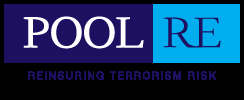 POOL RE
REINSURING TERRORISM RISK